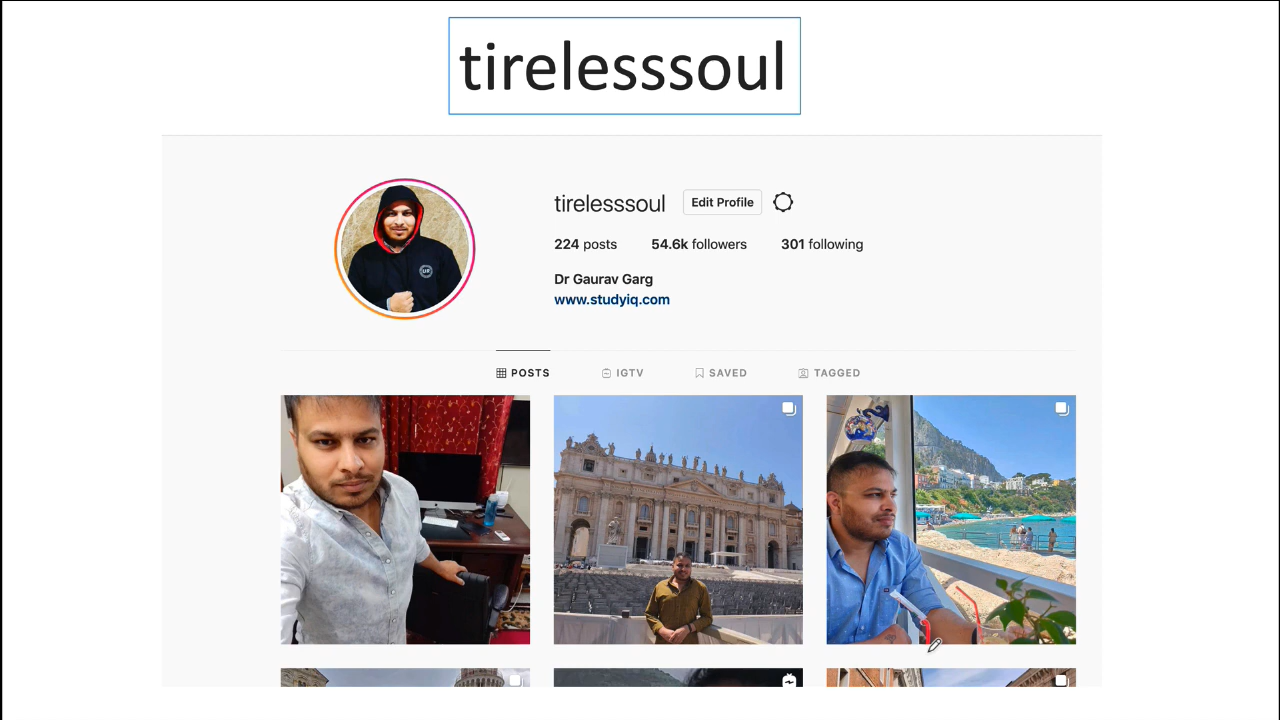 tirelesssoul
tirelesssoul Edit Profile
224 posts 54.6k followers 301 following
Dr Gaurav Garg
www.studyiq.com
POSTS IGTV SAVED TAGGED
UR